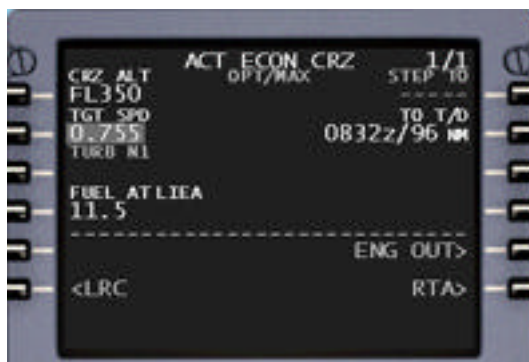 ACT ECON CRZ 1/1
CRZ ALT OPT/MAX STEP TO
FL350 -----
TGT SPD TO T/D
0.755 0832z/96 NM
TURB N1
FUEL AT LIEA
11.5
------------------------
ENG OUT>
<LRC RTA>